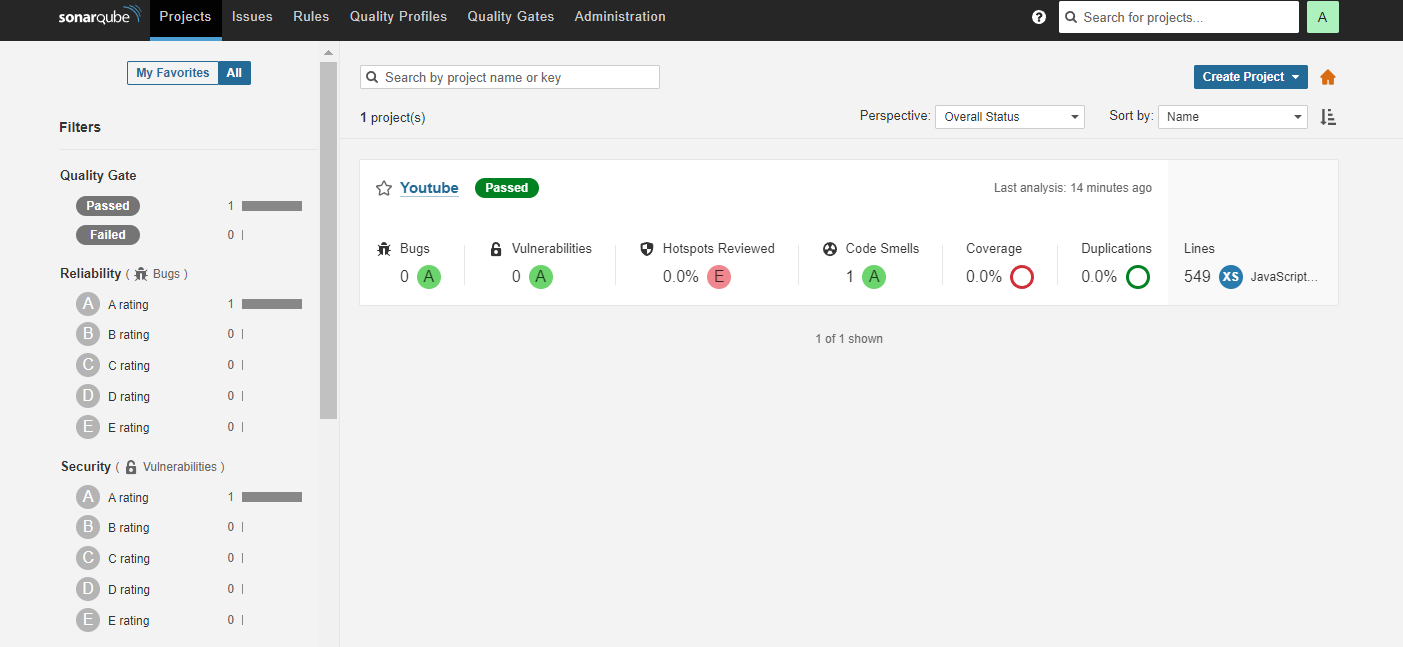 sonarqube Projects Issues Rules Quality Profiles Quality Gates Administration ? Search for projects... A
My Favorites All
Search by project name or key
Create Project
1 project(s)
Perspective: Overall Status
Sort by: Name
Filters
Quality Gate
Passed 1
Failed 0
Reliability ( Bugs )
A A rating 1
B B rating 0
C C rating 0
D D rating 0
E E rating 0
Security ( Vulnerabilities )
A A rating 1
B B rating 0
C C rating 0
D D rating 0
E E rating 0
Youtube Passed
Last analysis: 14 minutes ago
Bugs
0 A
Vulnerabilities
0 A
Hotspots Reviewed
0.0% E
Code Smells
1 A
Coverage
0.0%
Duplications
0.0%
Lines
549 XS JavaScript...
1 of 1 shown